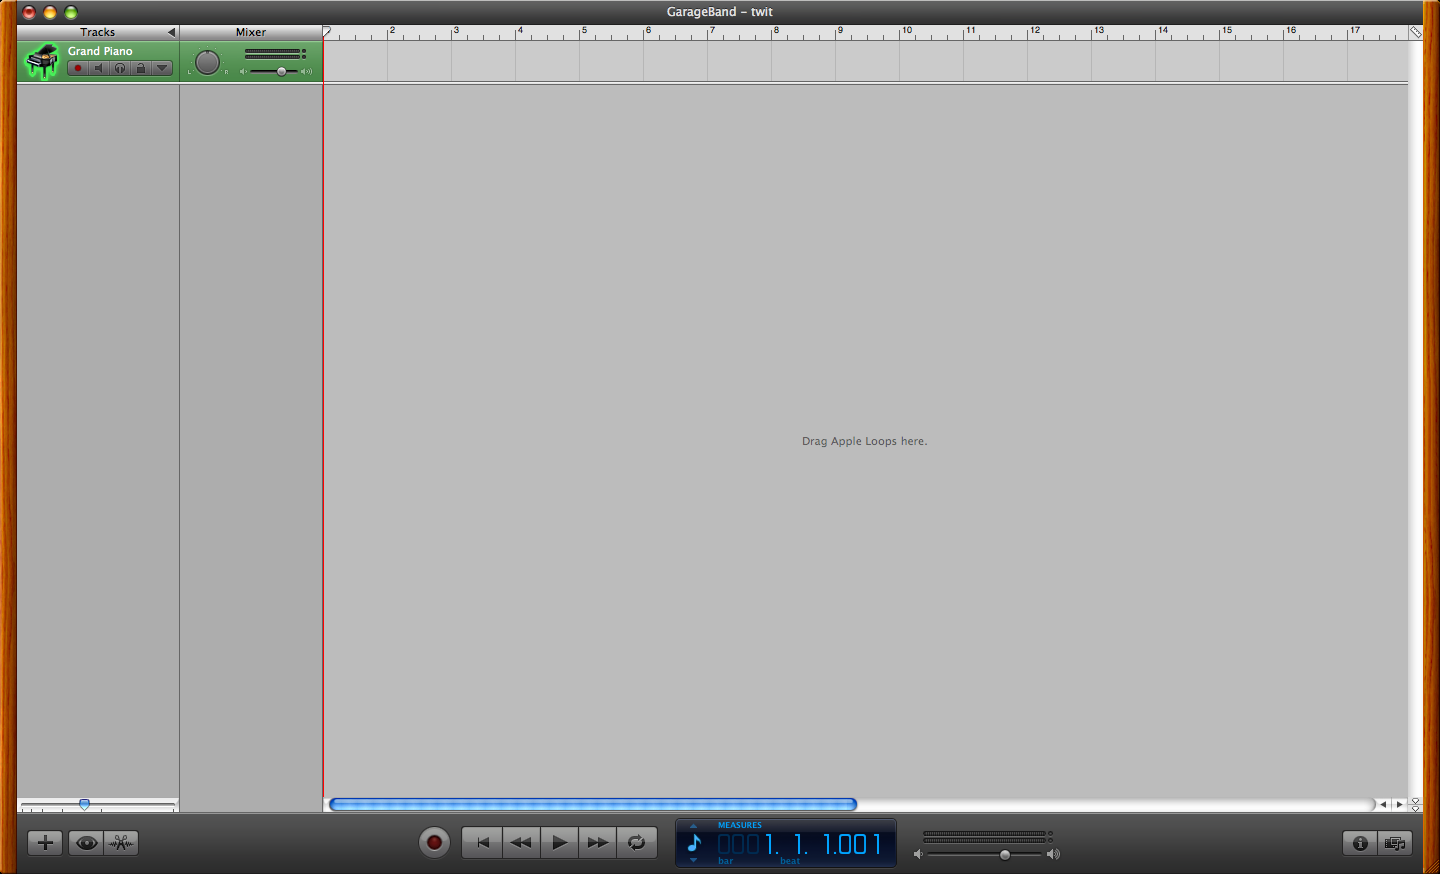 GarageBand – twit
Tracks
Mixer
2 3 4 5 6 7 8 9 10 11 12 13 14 15 16 17
Grand Piano
L R
Drag Apple Loops here.
MEASURES
0001. 1. 1.001
bar beat